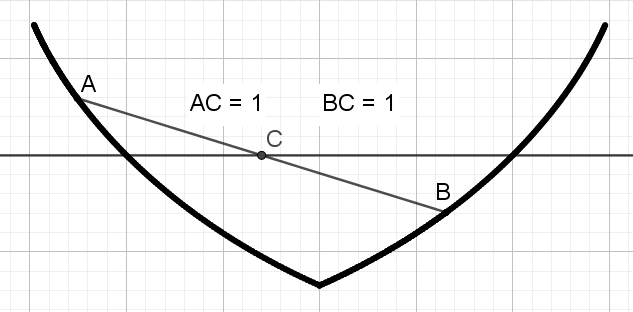 A
AC = 1 BC = 1
C
B